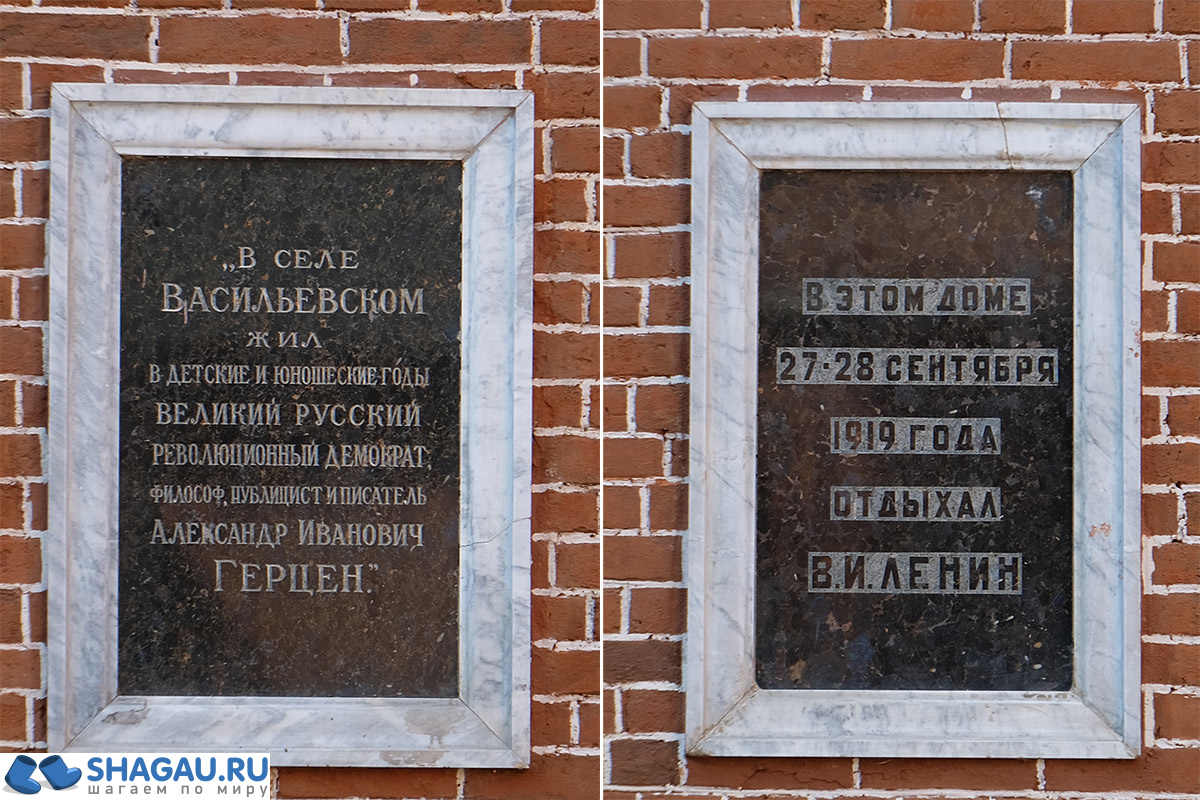 „В СЕЛЕ
ВАСИЛЬЕВСКОМ
ЖИЛ
В ДЕТСКИЕ И ЮНОШЕСКИЕ ГОДЫ
ВЕЛИКИЙ РУССКИЙ
РЕВОЛЮЦИОННЫЙ ДЕМОКРАТ,
ФИЛОСОФ, ПУБЛИЦИСТ И ПИСАТЕЛЬ
АЛЕКСАНДР ИВАНОВИЧ
ГЕРЦЕН."
В ЭТОМ ДОМЕ
27-28 СЕНТЯБРЯ
1919 ГОДА
ОТДЫХАЛ
В.И. ЛЕНИН
SHAGAU.RU
шагаем по миру